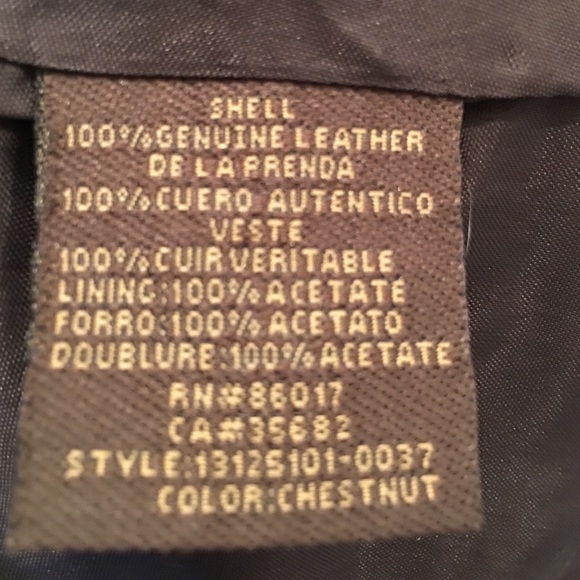 SHELL
100% GENUINE LEATHER
DE LA PRENDA
100% CUERO AUTENTICO
VESTE
100% CUIR VERITABLE
LINING:100% ACETATE
FORRO:100% ACETATO
DOUBLURE:100% ACETATE
RN#86017
CA#35682
STYLE:13125101-0037
COLOR:CHESTNUT